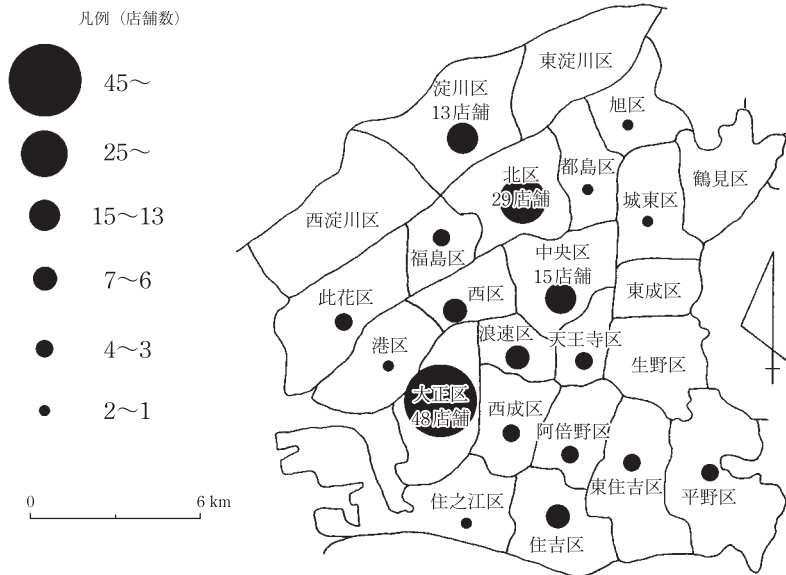 凡例（店舗数）
45〜
25〜
15〜13
7〜6
4〜3
2〜1
0
6 km
東淀川区
淀川区
13店舗
旭区
北区
29店舗
都島区
鶴見区
城東区
西淀川区
福島区
中央区
15店舗
東成区
此花区
西区
港区
浪速区
天王寺区
生野区
大正区
48店舗
西成区
阿倍野区
東住吉区
平野区
住之江区
住吉区